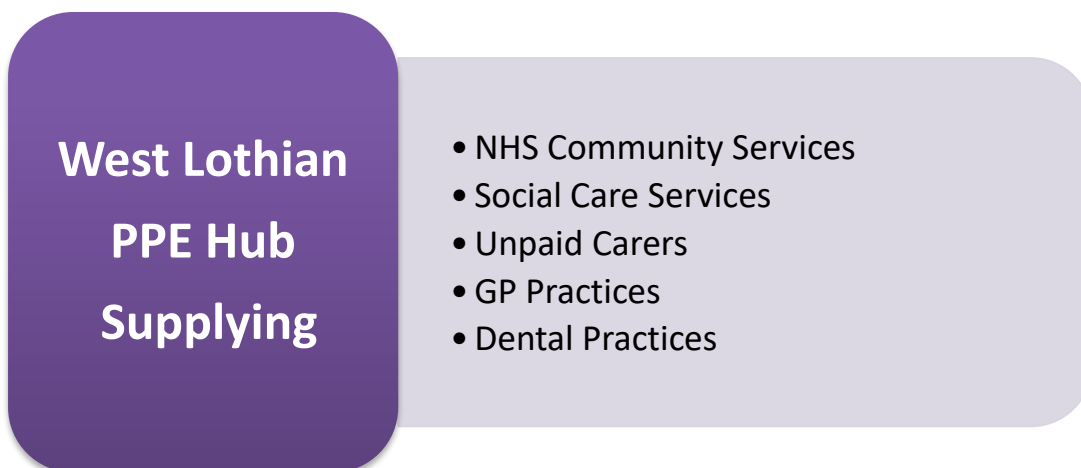 West Lothian
PPE Hub
Supplying
• NHS Community Services
• Social Care Services
• Unpaid Carers
• GP Practices
• Dental Practices